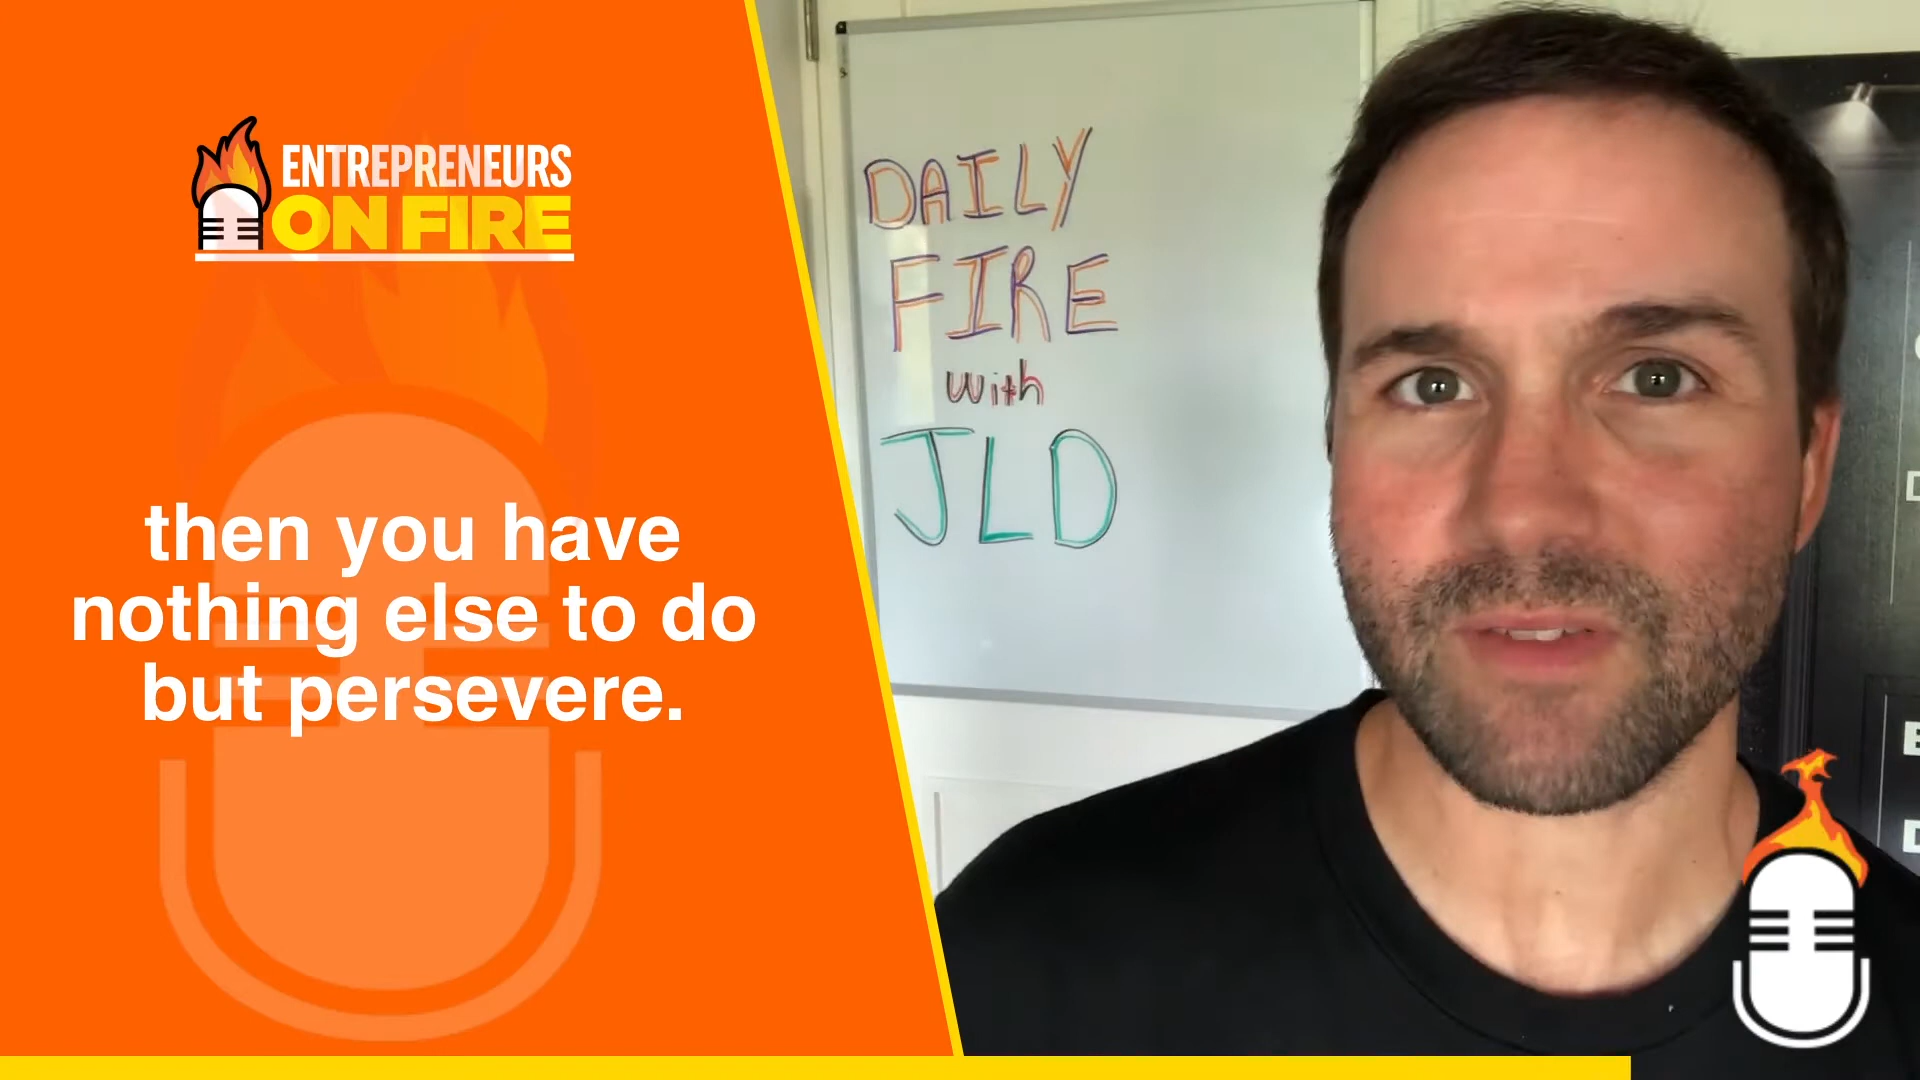 ENTREPRENEURS
ON FIRE
then you have
nothing else to do
but persevere.
DAILY
FIRE
with
JLD